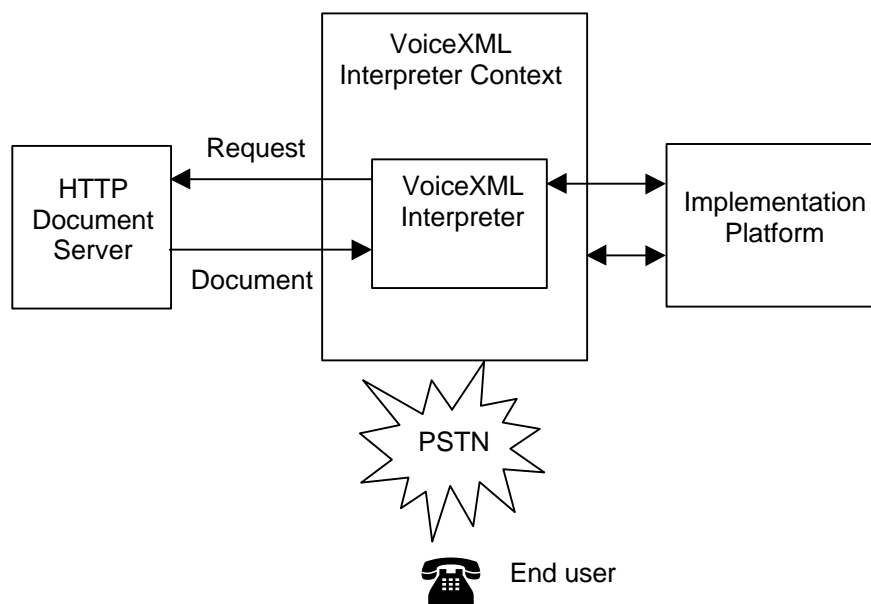 VoiceXML
Interpreter Context
Request
HTTP
Document
Server
VoiceXML
Interpreter
Implementation
Platform
Document
PSTN
End user